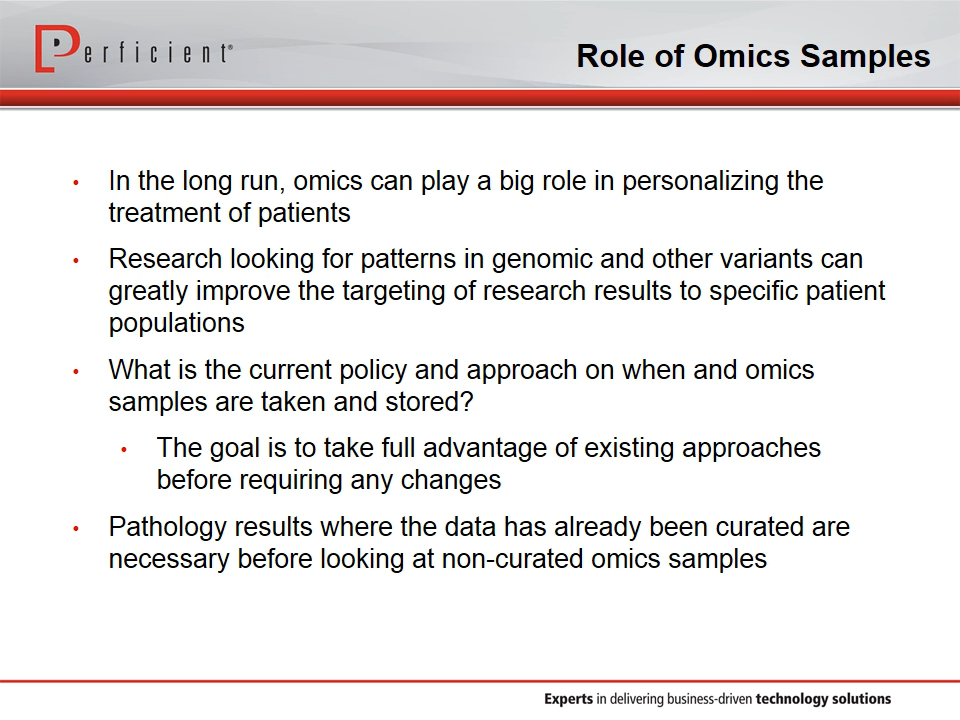 Perficient®
Role of Omics Samples
• In the long run, omics can play a big role in personalizing the
treatment of patients
• Research looking for patterns in genomic and other variants can
greatly improve the targeting of research results to specific patient
populations
• What is the current policy and approach on when and omics
samples are taken and stored?
• The goal is to take full advantage of existing approaches
before requiring any changes
• Pathology results where the data has already been curated are
necessary before looking at non-curated omics samples
Experts in delivering business-driven technology solutions